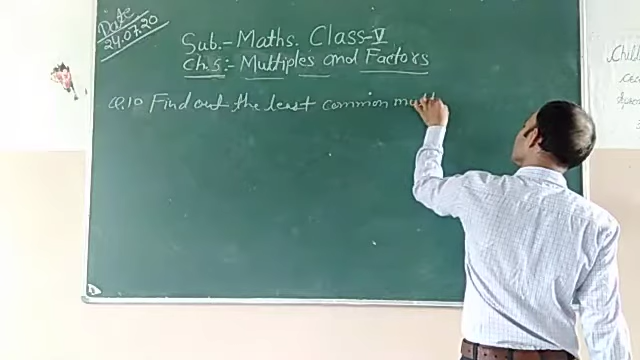 Date
24.07.20
Sub.- Maths. Class-V
Ch.5:- Multiples and Factors
Q.10 Find out the least common mult